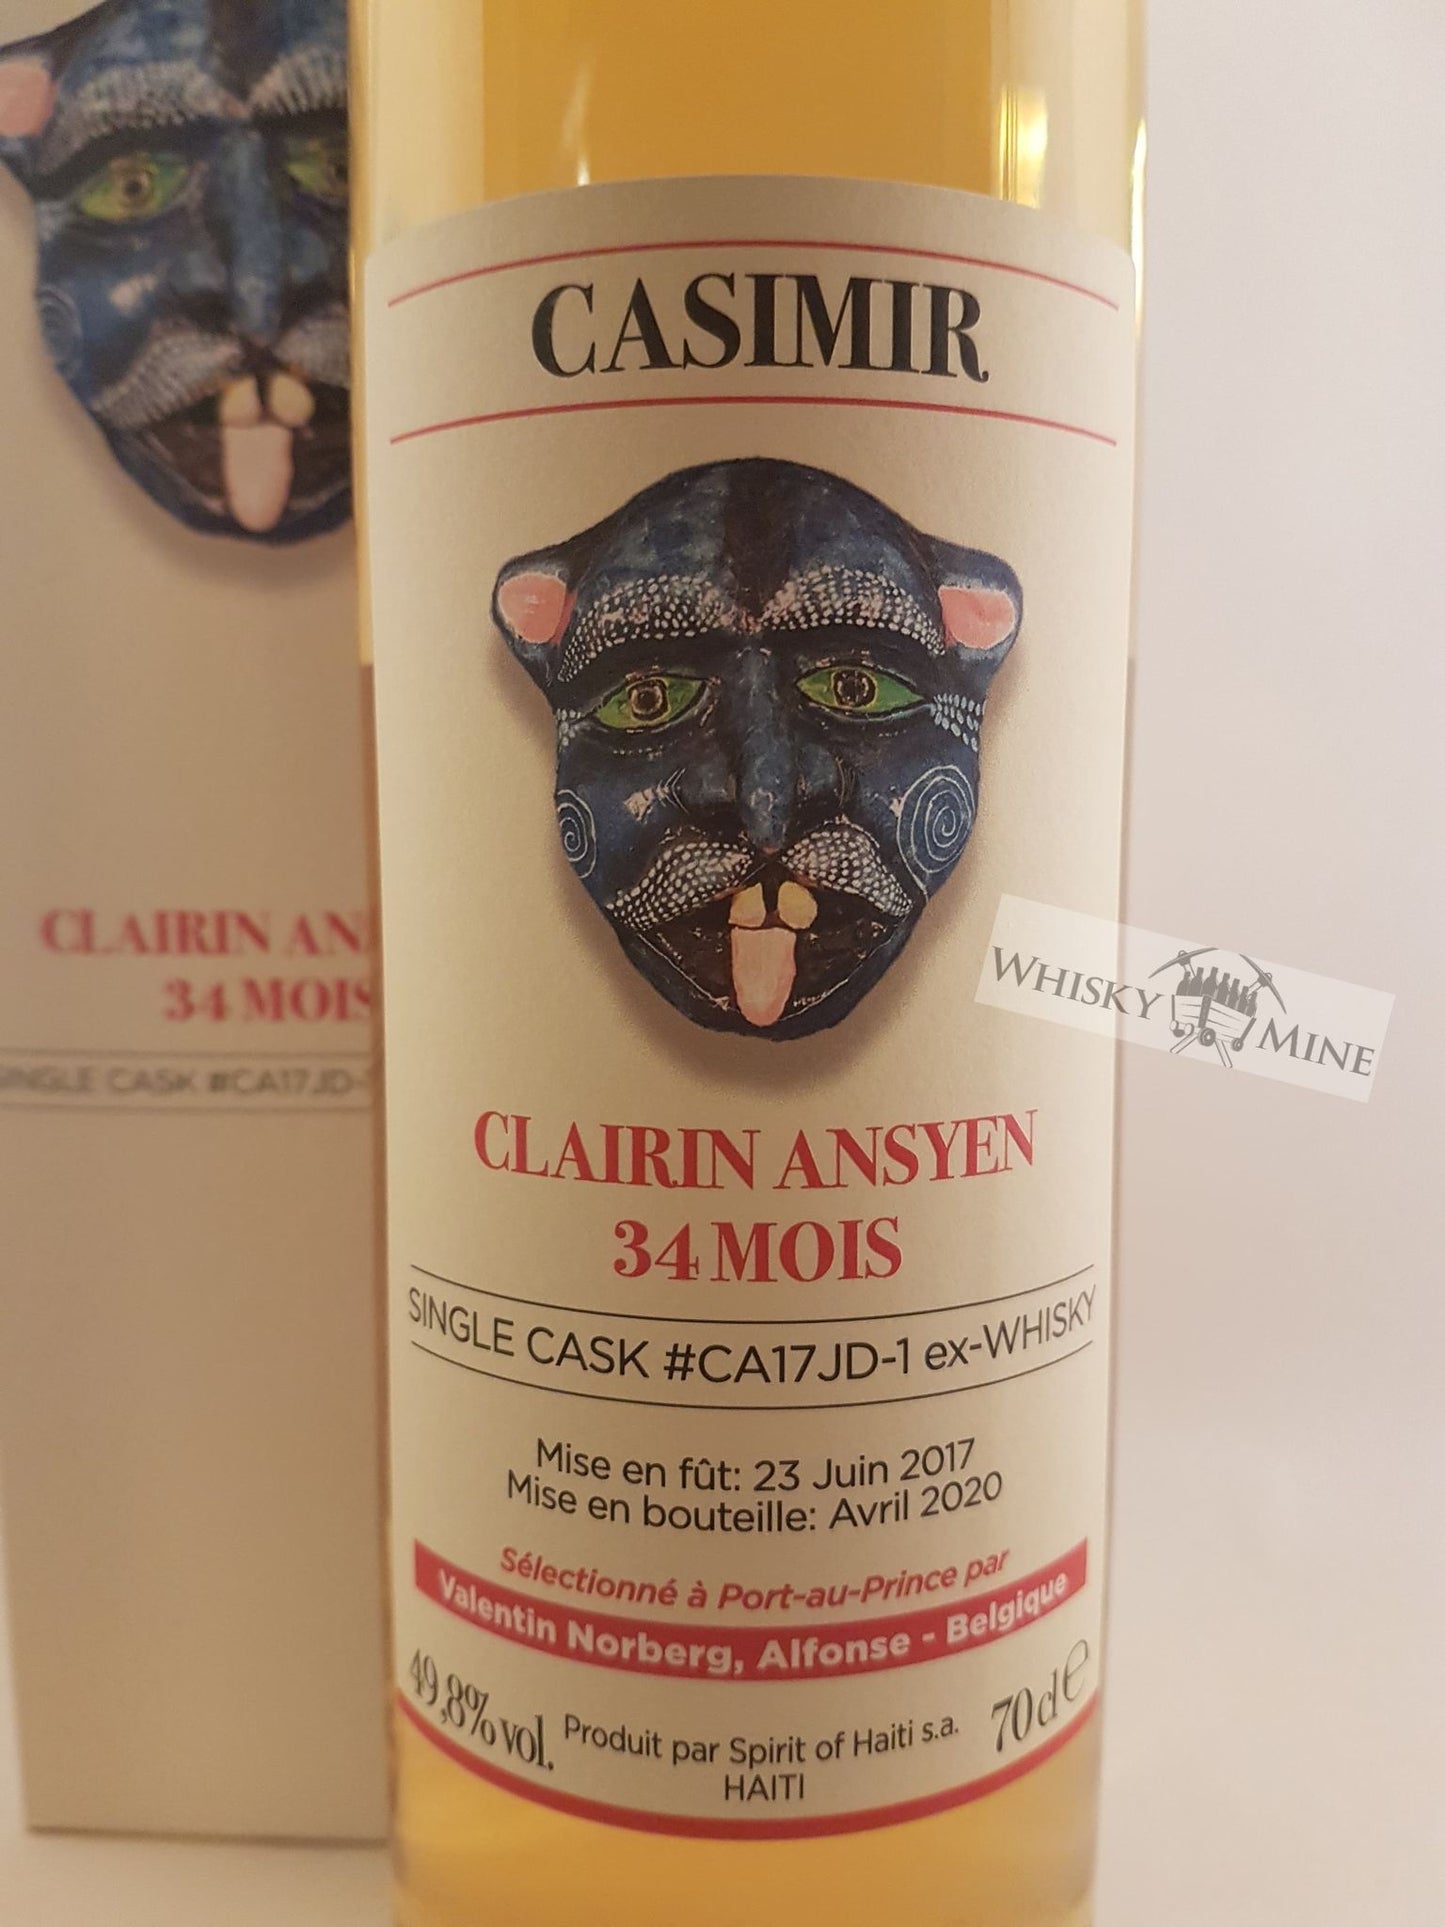 CASIMIR
CLAIRIN ANSYEN
34 MOIS
SINGLE CASK #CA17JD-1 ex-WHISKY
Mise en fût: 23 Juin 2017
Mise en bouteille: Avril 2020
Sélectionné à Port-au-Prince par
Valentin Norberg, Alfonse - Belgique
49,8% vol.
Produit par Spirit of Haiti s.a.
HAITI
70 cl e
CLAIRIN AN
34 MOIS
SINGLE CASK #CA17JD-
WHISKY MINE